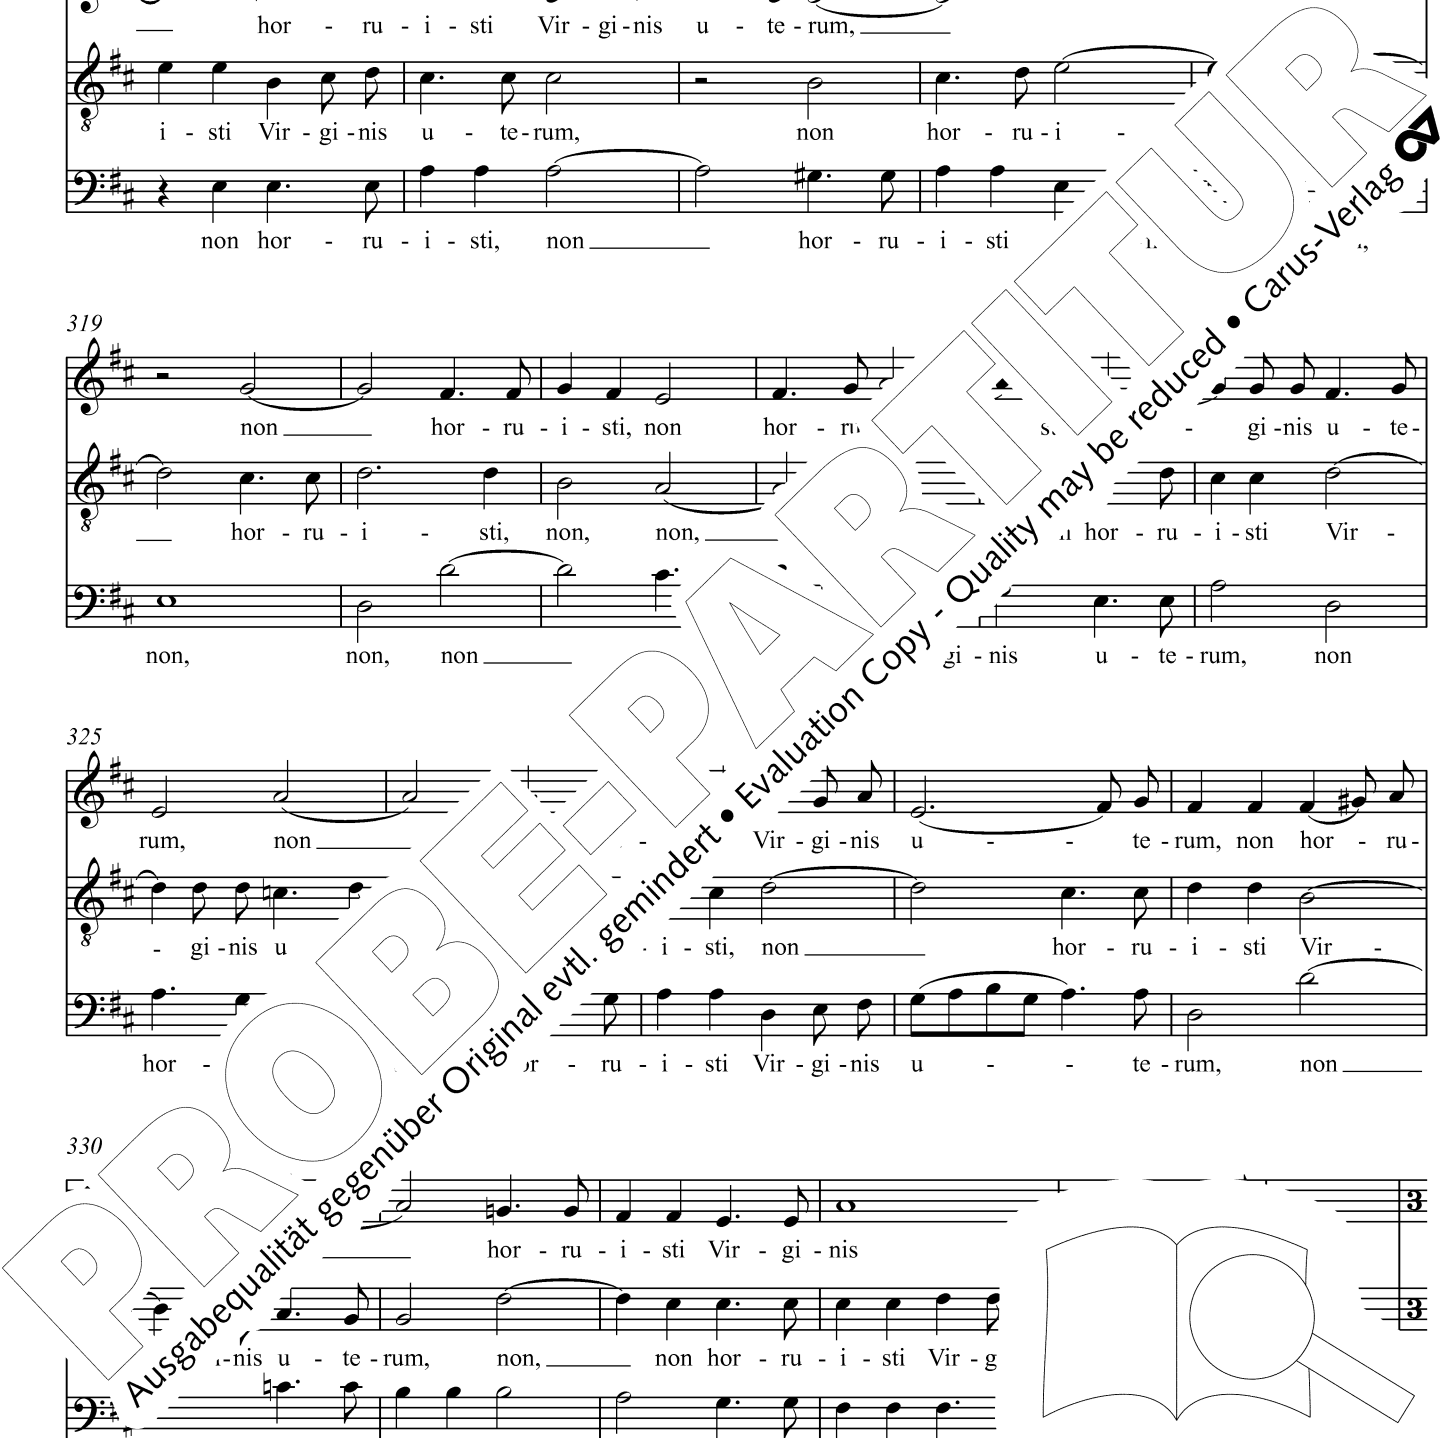 hor - ru - i - sti Vir - gi - nis u - te - rum,
i - sti Vir - gi - nis u - te - rum, non hor - ru - i -
non hor - ru - i - sti, non hor - ru - i - sti
319
non hor - ru - i - sti, non hor - - gi - nis u - te -
hor - ru - i - sti, non, non, hor - ru - i - sti Vir -
non, non, non gi - nis u - te - rum, non
325
rum, non - Vir - gi - nis u - - te - rum, non hor - ru -
- gi - nis u - i - sti, non hor - ru - i - sti Vir -
hor - - ru - i - sti Vir - gi - nis u - - te - rum, non
330
hor - ru - i - sti Vir - gi - nis
- nis u - te - rum, non, non hor - ru - i - sti Vir - g
3
3
PROBE-PARTITUR
Ausgabequalität gegenüber Original evtl. gemindert • Evaluation Copy - Quality may be reduced • Carus-Verlag